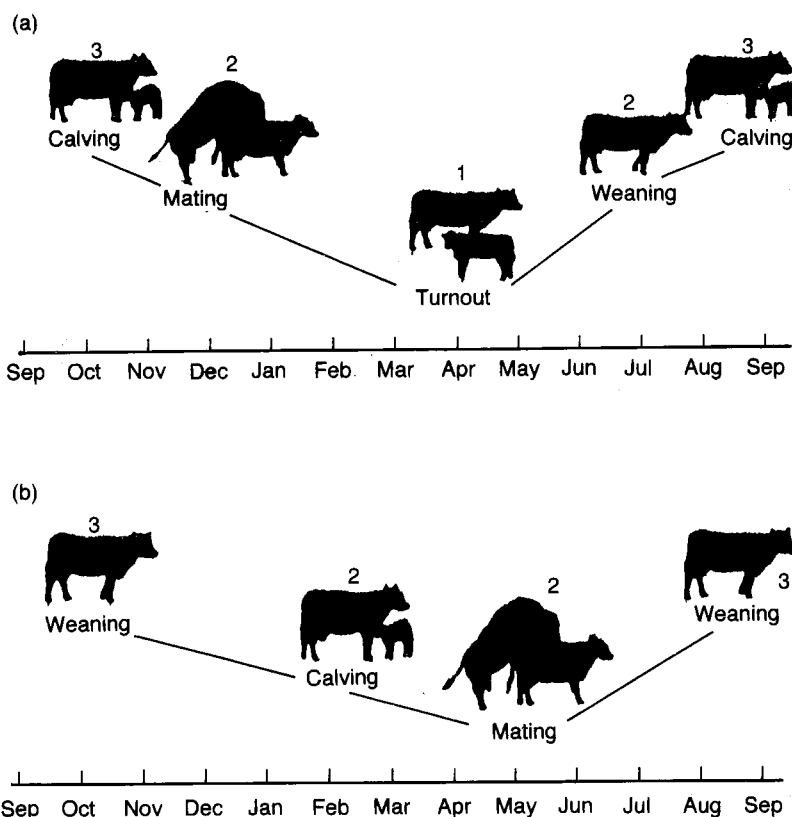 (a)
3
Calving
2
Mating
1
Turnout
2
Weaning
3
Calving
Sep Oct Nov Dec Jan Feb Mar Apr May Jun Jul Aug Sep
(b)
3
Weaning
2
Calving
2
Mating
3
Weaning
Sep Oct Nov Dec Jan Feb Mar Apr May Jun Jul Aug Sep